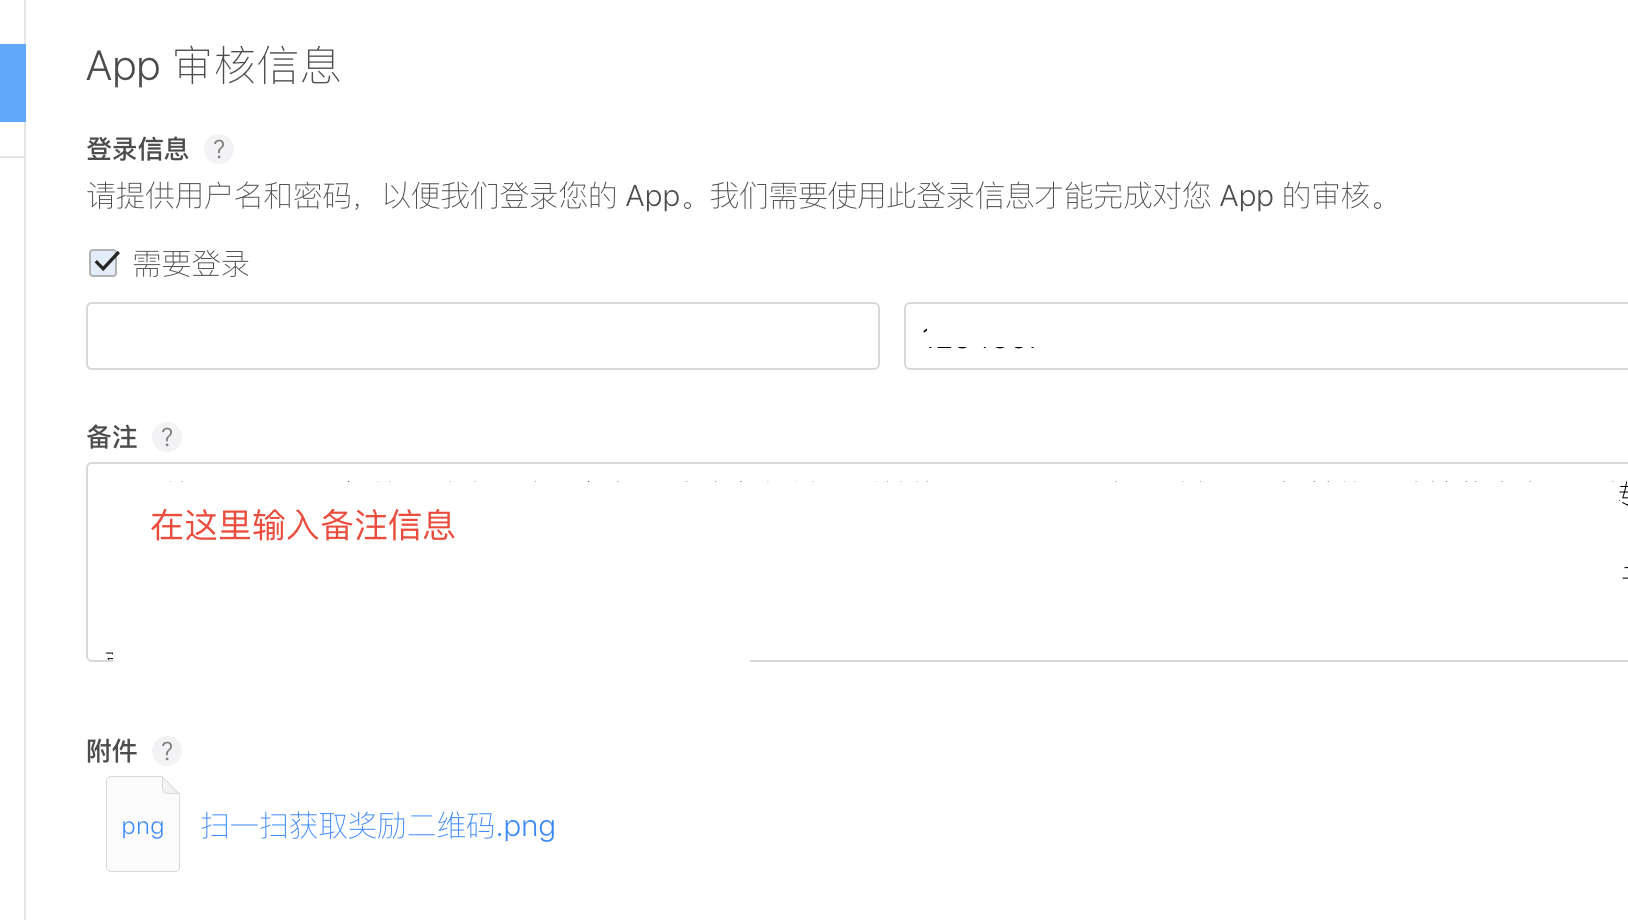 App 审核信息
登录信息 ?
请提供用户名和密码，以便我们登录您的 App。我们需要使用此登录信息才能完成对您 App 的审核。
需要登录
备注 ?
在这里输入备注信息
附件 ?
png
扫一扫获取奖励二维码.png